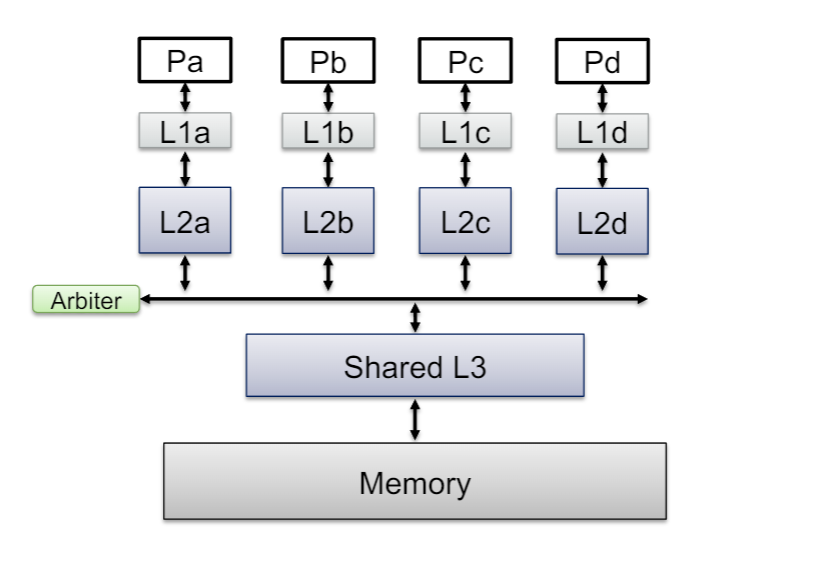 Pa Pb Pc Pd
L1a L1b L1c L1d
L2a L2b L2c L2d
Arbiter
Shared L3
Memory